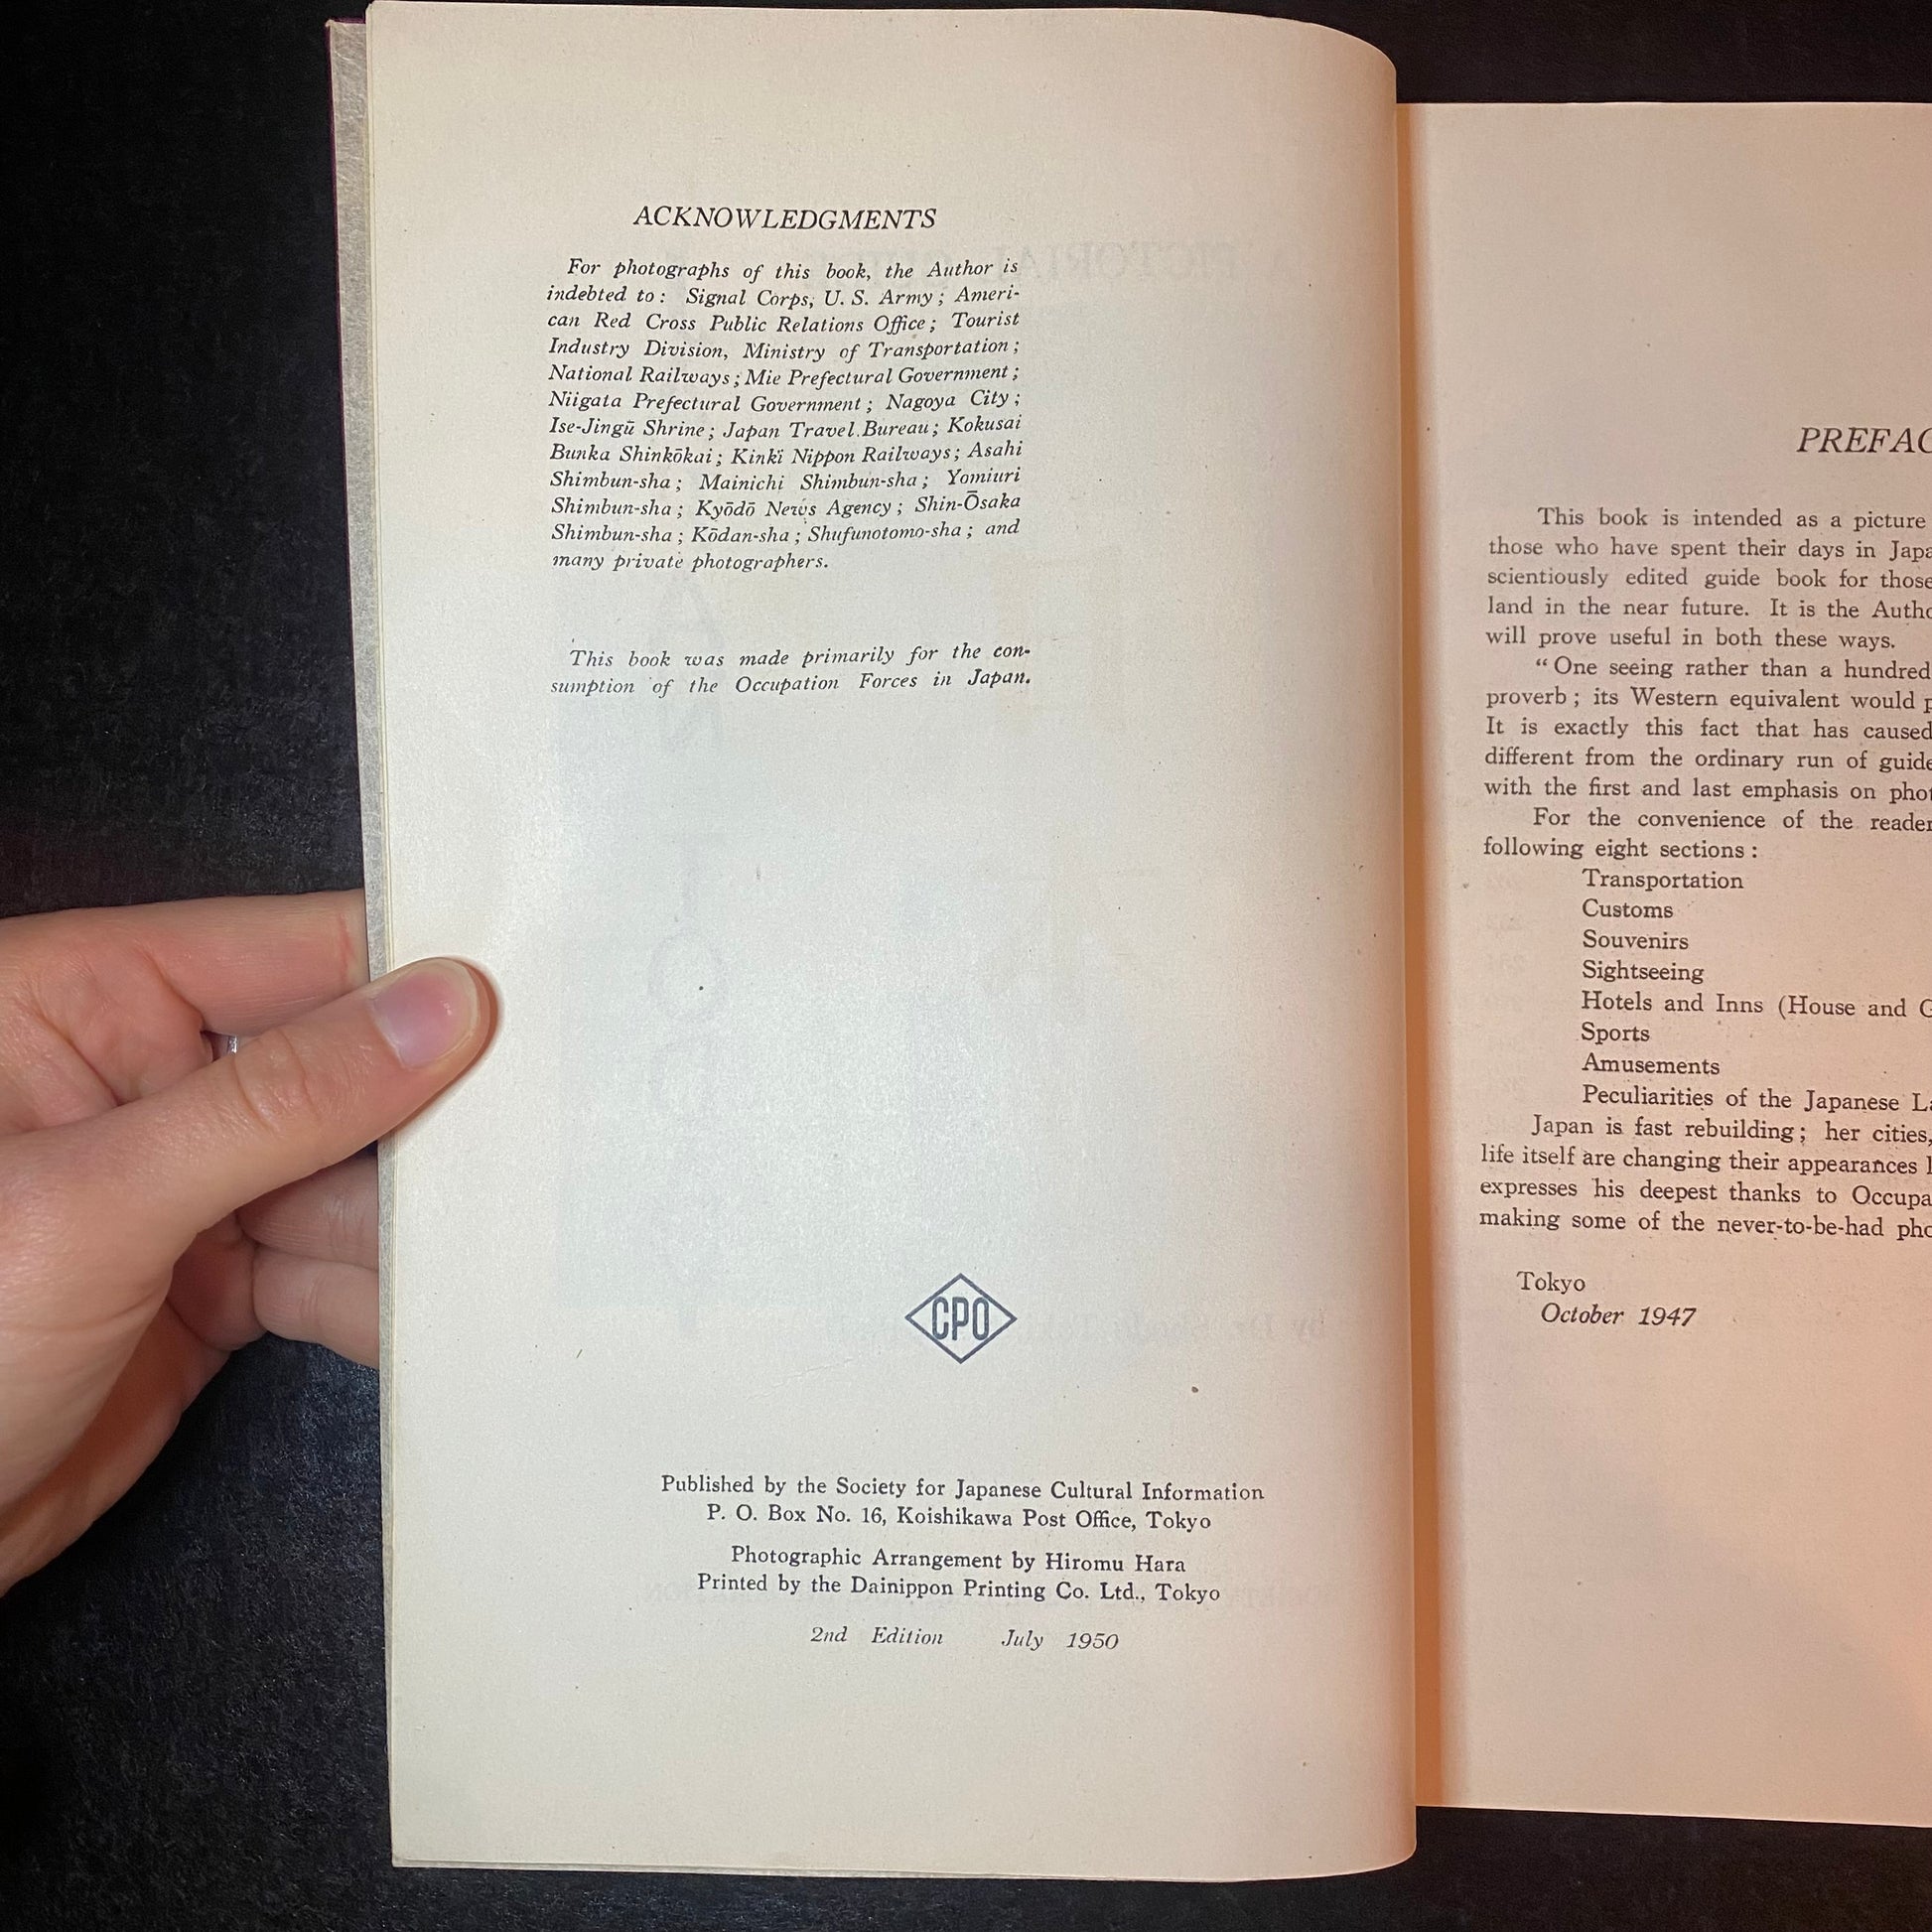 ACKNOWLEDGMENTS
For photographs of this book, the Author is
indebted to: Signal Corps, U. S. Army; Ameri-
can Red Cross Public Relations Office; Tourist
Industry Division, Ministry of Transportation;
National Railways; Mie Prefectural Government;
Niigata Prefectural Government; Nagoya City;
Ise-Jingū Shrine; Japan Travel Bureau; Kokusai
Bunka Shinkōkai; Kinki Nippon Railways; Asahi
Shimbun-sha; Mainichi Shimbun-sha; Yomiuri
Shimbun-sha; Kyōdō News Agency; Shin-Ōsaka
Shimbun-sha; Kōdan-sha; Shufunotomo-sha; and
many private photographers.
This book was made primarily for the con-
sumption of the Occupation Forces in Japan.
CPO
Published by the Society for Japanese Cultural Information
P. O. Box No. 16, Koishikawa Post Office, Tokyo
Photographic Arrangement by Hiromu Hara
Printed by the Dainippon Printing Co. Ltd., Tokyo
2nd Edition July 1950
PREFAC
This book is intended as a picture
those who have spent their days in Japa
scientiously edited guide book for those
land in the near future. It is the Autho
will prove useful in both these ways.
"One seeing rather than a hundred
proverb; its Western equivalent would p
It is exactly this fact that has caused
different from the ordinary run of guide
with the first and last emphasis on phot
For the convenience of the reader
following eight sections:
Transportation
Customs
Souvenirs
Sightseeing
Hotels and Inns (House and G
Sports
Amusements
Peculiarities of the Japanese La
Japan is fast rebuilding; her cities,
life itself are changing their appearances l
expresses his deepest thanks to Occupa
making some of the never-to-be-had pho
Tokyo
October 1947